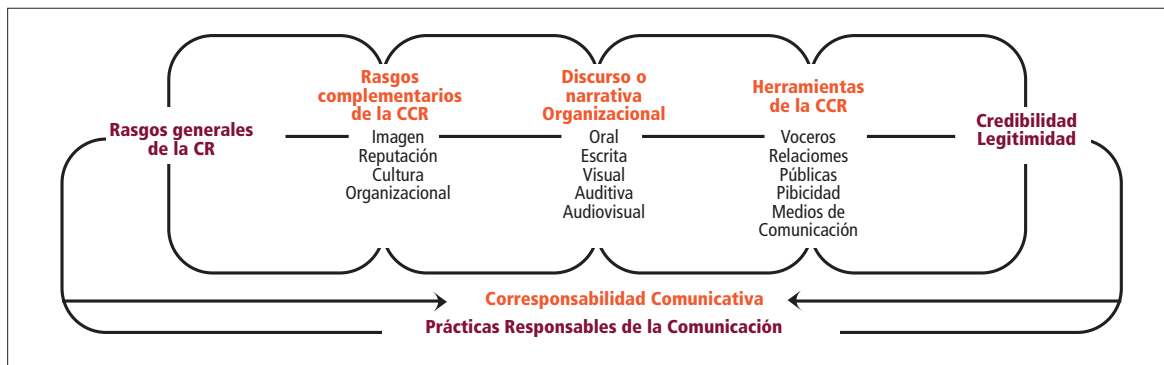 Rasgos generales
de la CR
Rasgos
complementarios
de la CCR
Imagen
Reputación
Cultura
Organizacional
Discurso o
narrativa
Organizacional
Oral
Escrita
Visual
Auditiva
Audiovisual
Herramientas
de la CCR
Voceros
Relaciomes
Públicas
Pibicidad
Medios de
Comunicación
Credibilidad
Legitimidad
Corresponsabilidad Comunicativa
Prácticas Responsables de la Comunicación